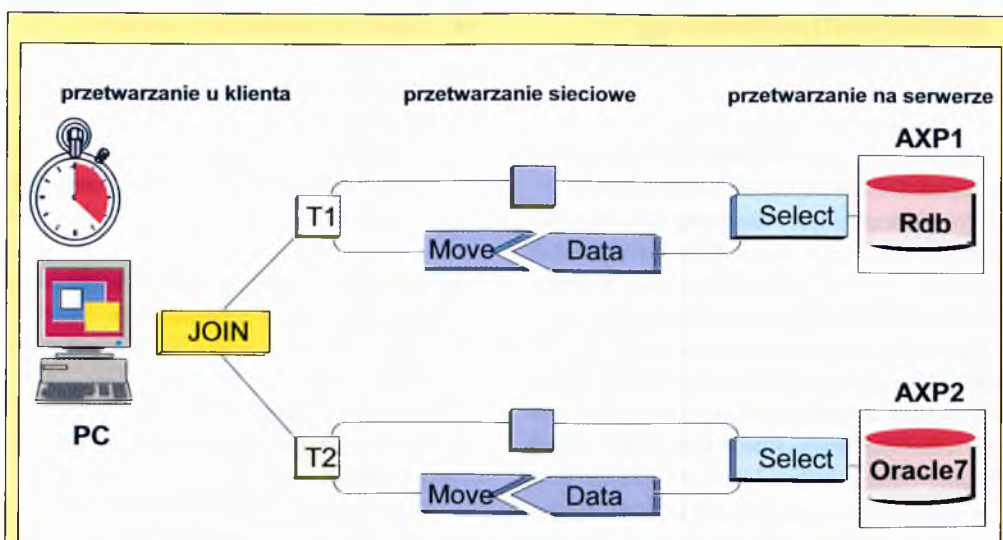 przetwarzanie u klienta
przetwarzanie sieciowe
przetwarzanie na serwerze
AXP1
T1
Select
Rdb
Move
Data
JOIN
PC
AXP2
T2
Select
Oracle7
Move
Data